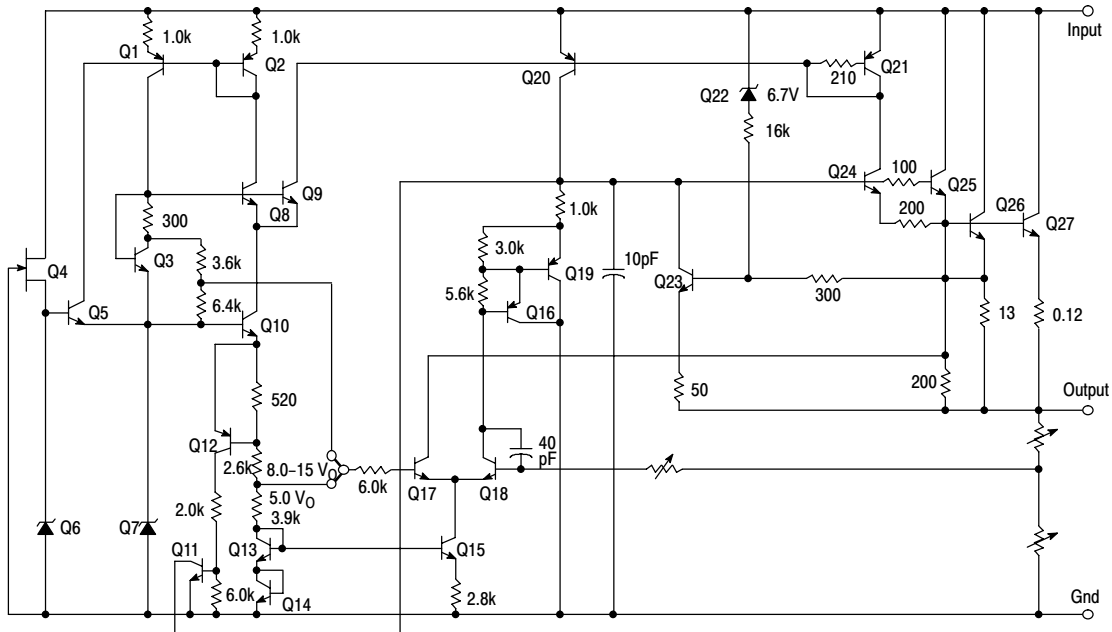 Input
Q1
1.0k
1.0k
Q2
Q20
210
Q21
Q22
6.7V
16k
Q9
Q8
Q24
100
Q25
Q26
Q27
300
200
1.0k
3.0k
Q3
3.6k
Q4
Q19
10pF
Q23
5.6k
300
6.4k
Q5
Q10
Q16
13
0.12
50
200
Output
520
Q12
2.6k
8.0–15 VO
40
pF
6.0k
Q17
Q18
5.0 VO
2.0k
3.9k
Q6
Q7
Q11
Q13
Q15
6.0k
Q14
2.8k
Gnd